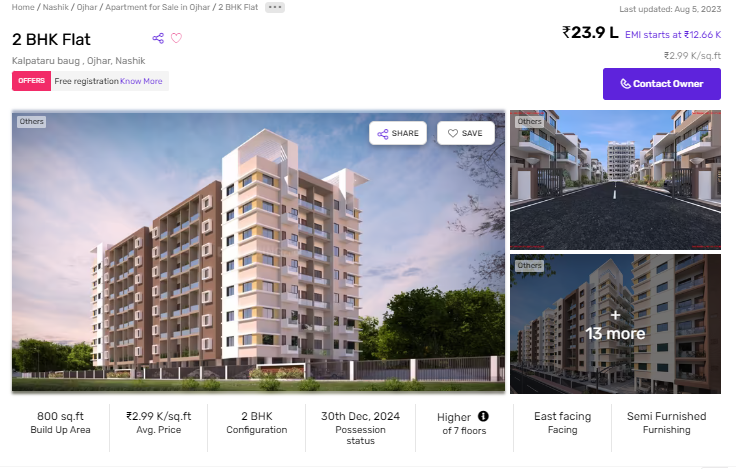 Home / Nashik / Ojhar / Apartment for Sale in Ojhar / 2 BHK Flat
Last updated: Aug 5, 2023
2 BHK Flat
₹23.9 L EMI starts at ₹12.66 K
Kalpataru baug , Ojhar, Nashik
₹2.99 K/sq.ft
OFFERS Free registration Know More
Contact Owner
Others
SHARE
SAVE
Others
Others
+
13 more
800 sq.ft
Build Up Area
₹2.99 K/sq.ft
Avg. Price
2 BHK
Configuration
30th Dec, 2024
Possession
status
Higher
of 7 floors
East facing
Facing
Semi Furnished
Furnishing